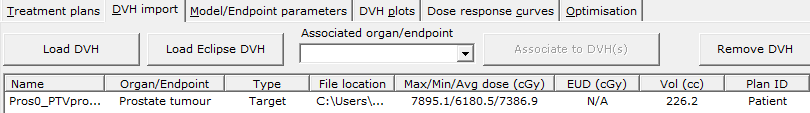 Treatment plans DVH import Model/Endpoint parameters DVH plots Dose response curves Optimisation
Associated organ/endpoint
Load DVH Load Eclipse DVH Associate to DVH(s) Remove DVH
Name Organ/Endpoint Type File location Max/Min/Avg dose (cGy) EUD (cGy) Vol (cc) Plan ID
Pros0_PTVpro... Prostate tumour Target C:\Users\... 7895.1/6180.5/7386.9 N/A 226.2 Patient